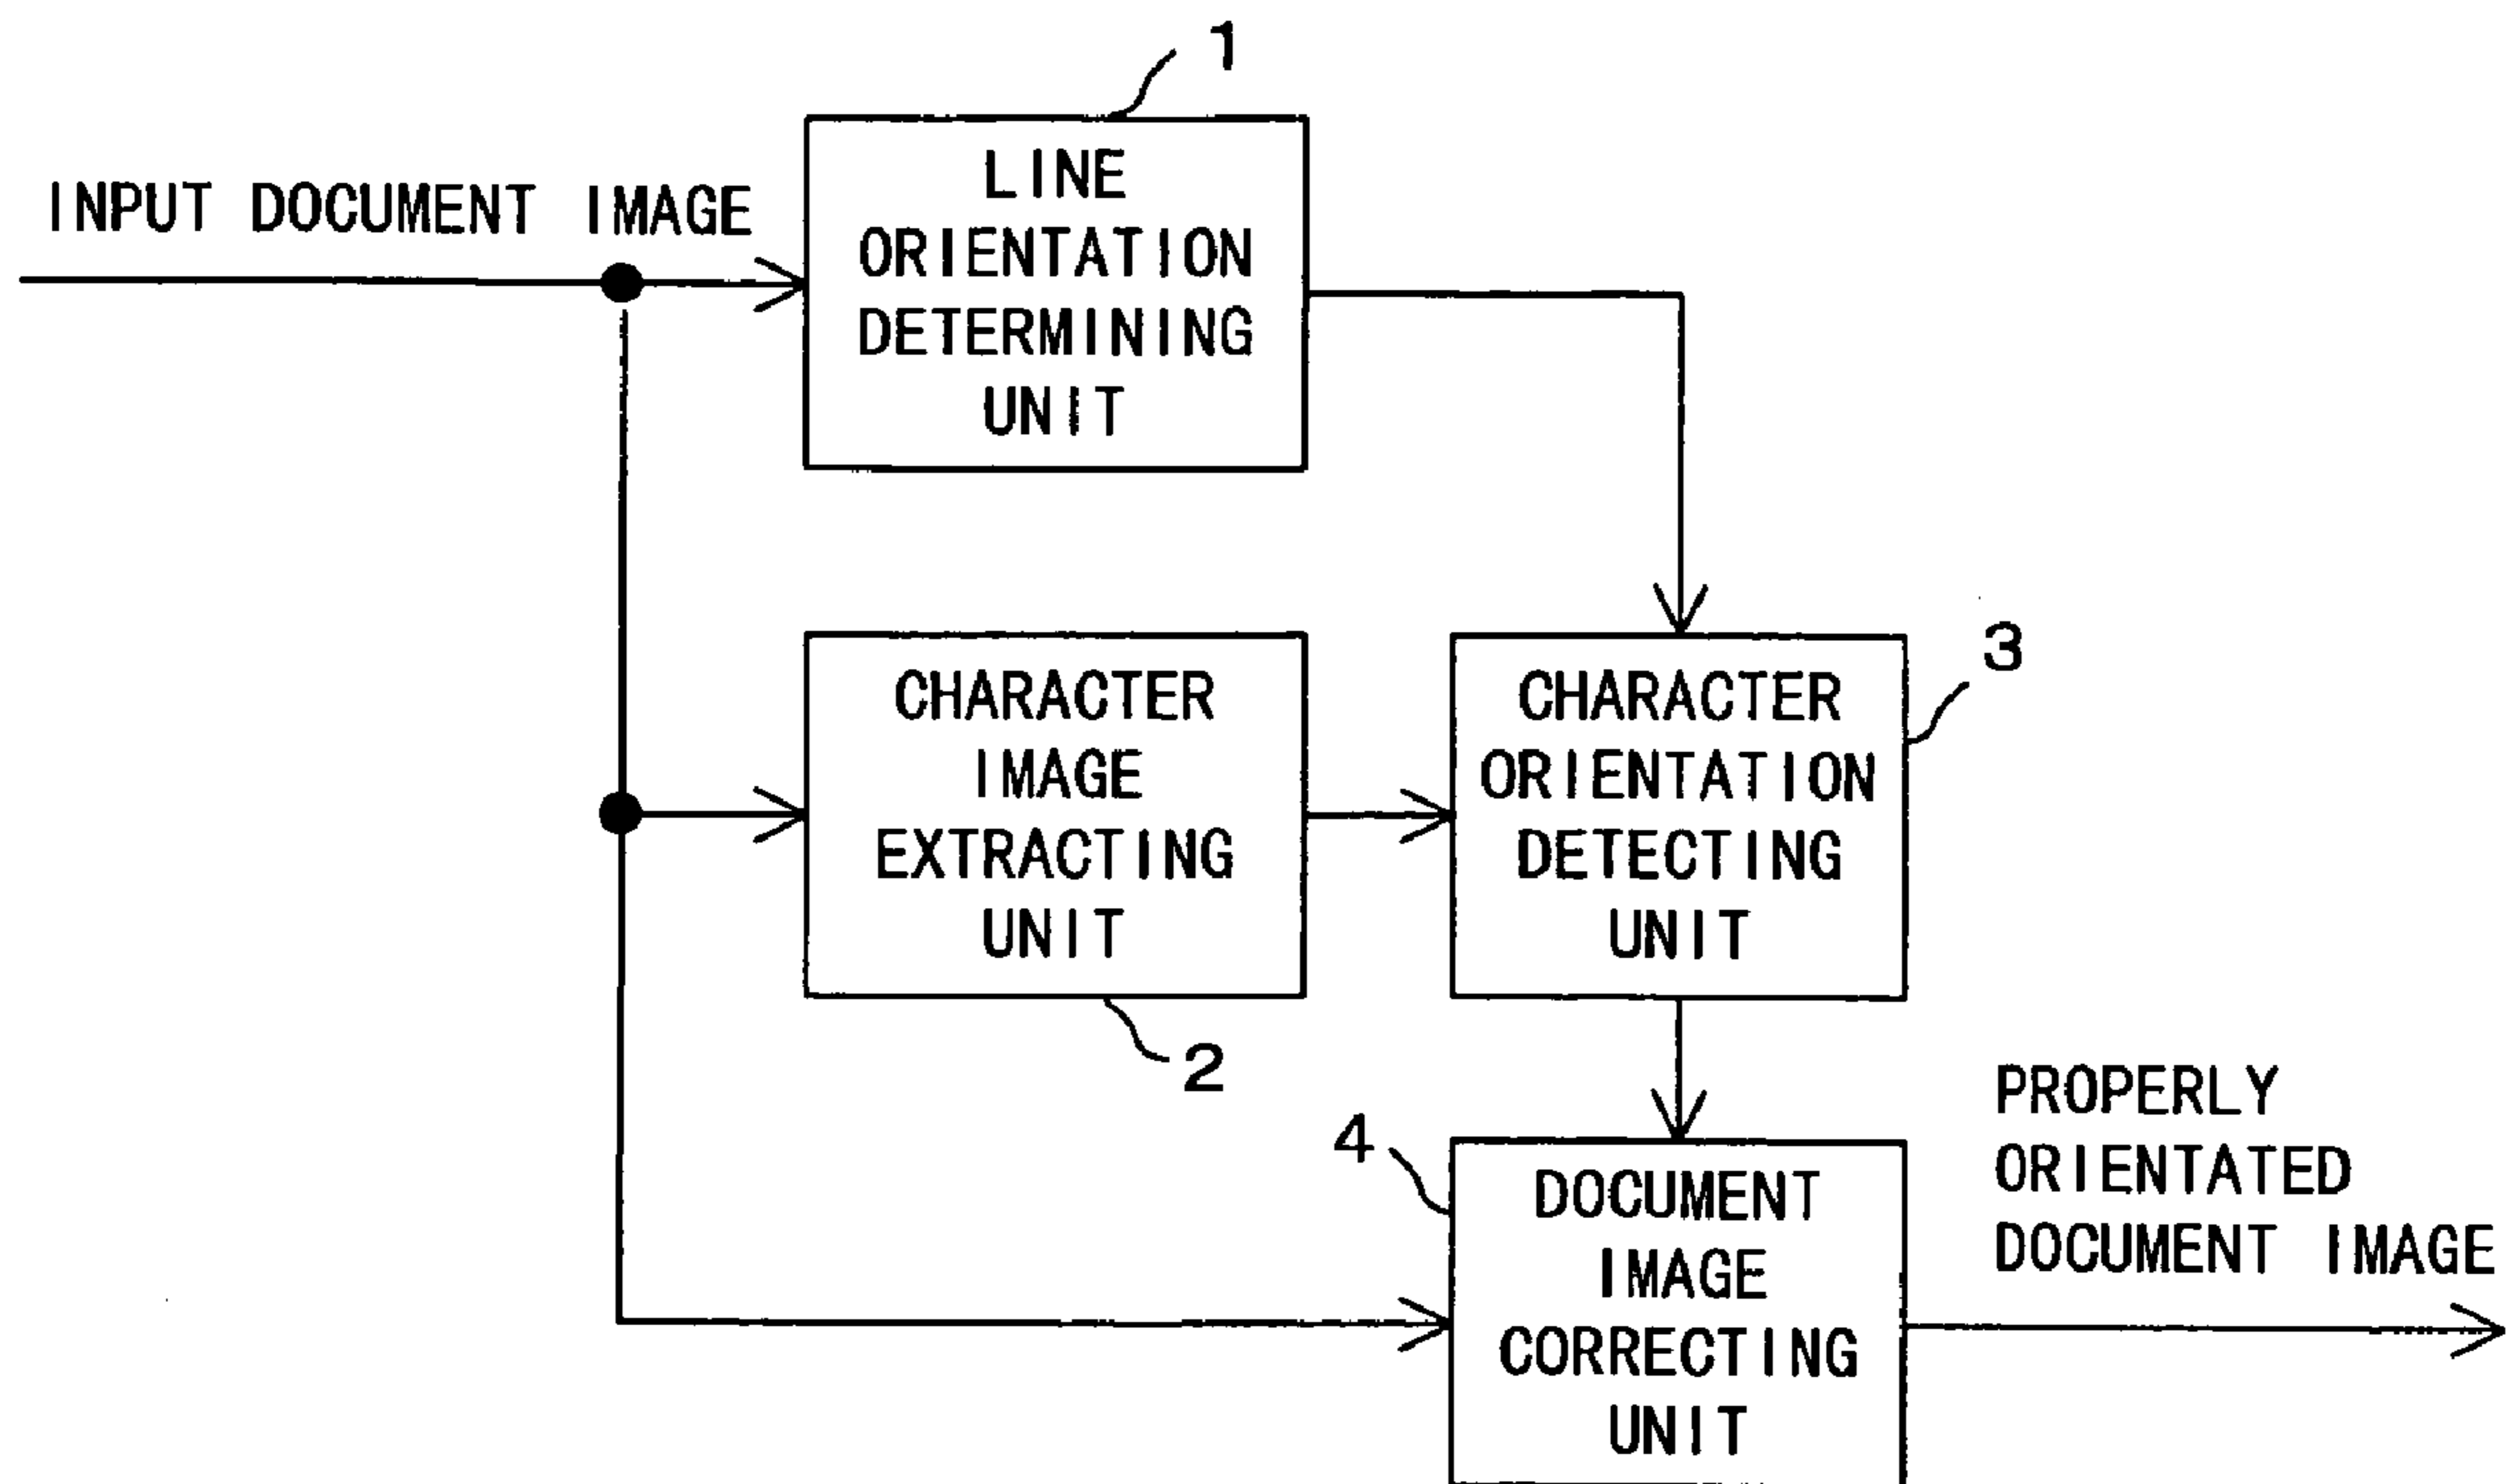 1
INPUT DOCUMENT IMAGE
LINE
ORIENTATION
DETERMINING
UNIT
CHARACTER
IMAGE
EXTRACTING
UNIT
2
3
CHARACTER
ORIENTATION
DETECTING
UNIT
4
DOCUMENT
IMAGE
CORRECTING
UNIT
PROPERLY
ORIENTATED
DOCUMENT IMAGE